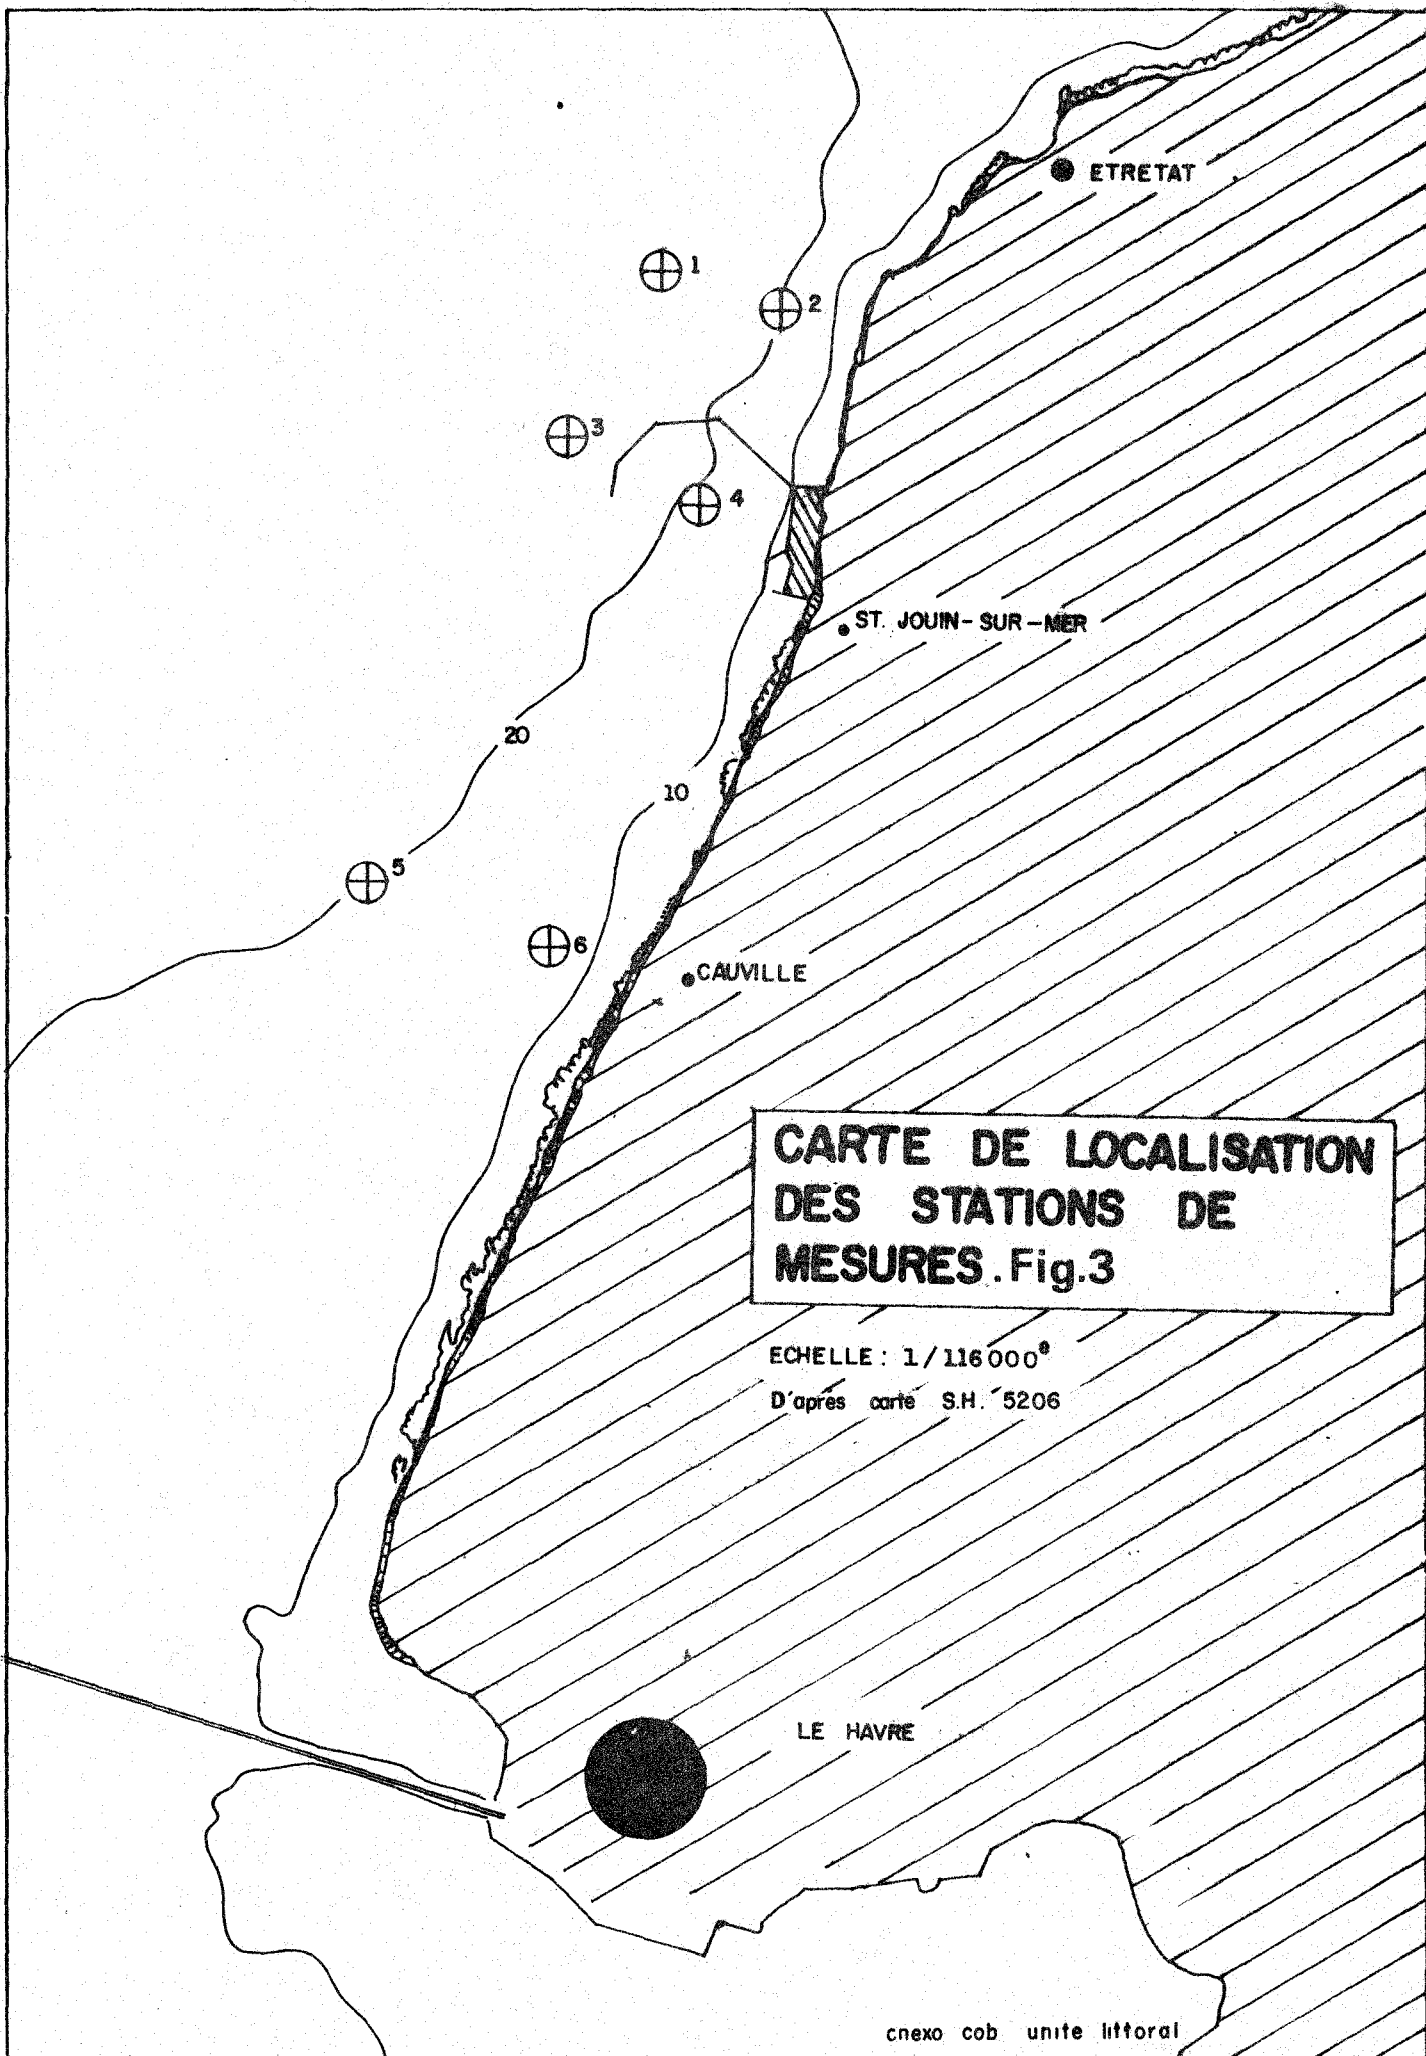 ETRETAT
1
2
3
4
ST. JOUIN-SUR-MER
20
10
5
6
CAUVILLE
CARTE DE LOCALISATION
DES STATIONS DE
MESURES. Fig.3
ECHELLE: 1/116000e
D'après carte S.H. 5206
LE HAVRE
cnexo cob unite littoral